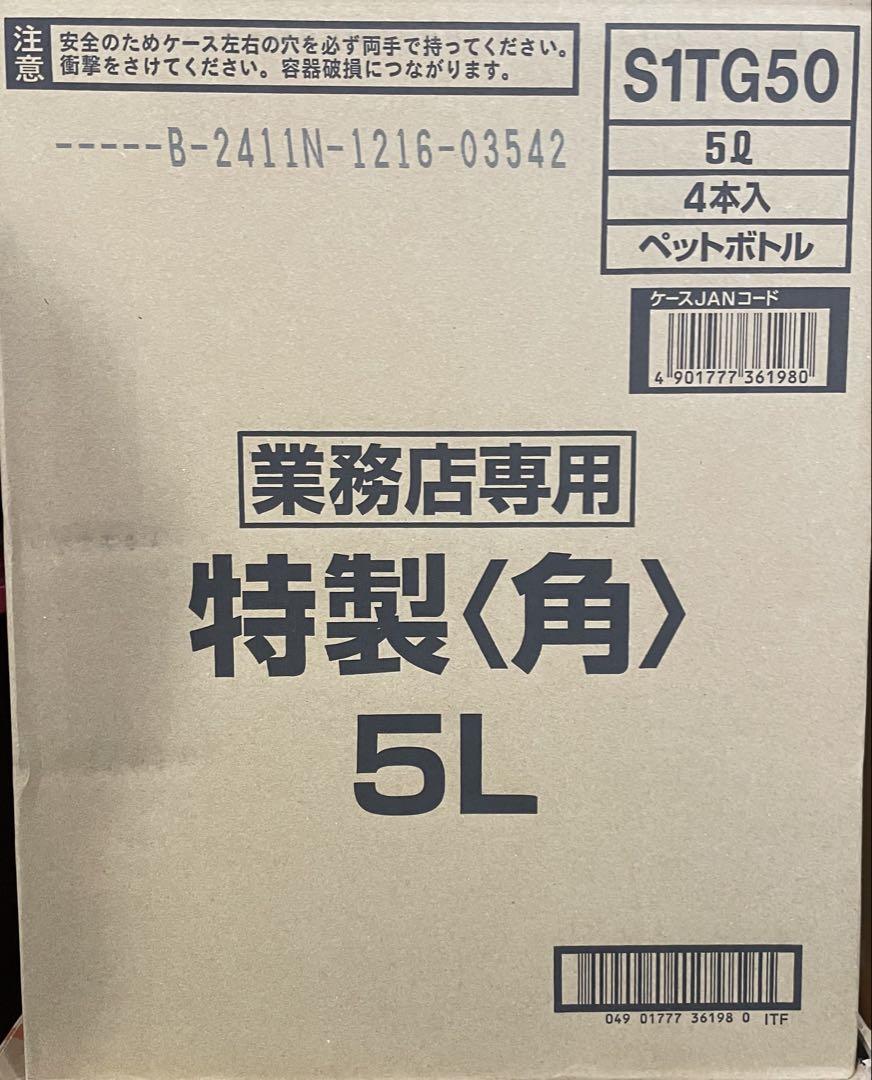 注意
安全のためケース左右の穴を必ず両手で持ってください。
衝撃をさけてください。容器破損につながります。
S1TG50
5ℓ
4本入
ペットボトル
-----B-2411N-1216-03542
ケースJANコード
4 901777 361980
業務店専用
特製〈角〉
5L
049 01777 36198 0 ITF